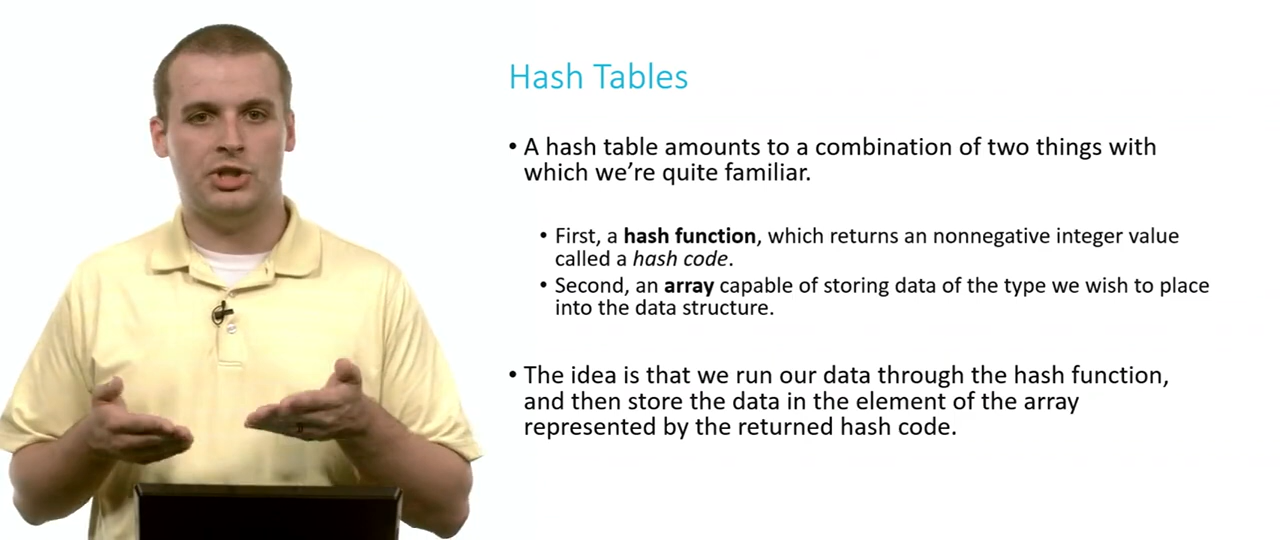 Hash Tables
• A hash table amounts to a combination of two things with
which we’re quite familiar.
• First, a hash function, which returns an nonnegative integer value
called a hash code.
• Second, an array capable of storing data of the type we wish to place
into the data structure.
• The idea is that we run our data through the hash function,
and then store the data in the element of the array
represented by the returned hash code.